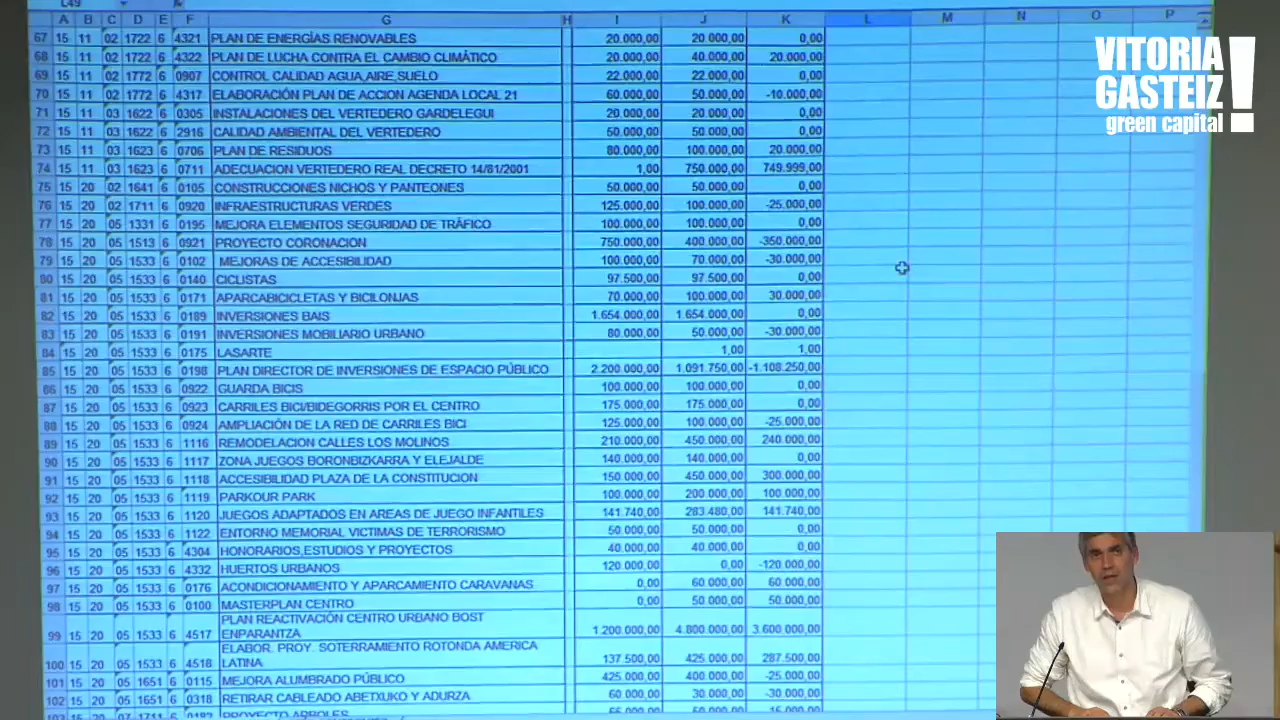 L49
A B C D E F G H I J K L M N O P
67 15 11 02 1722 6 4321 PLAN DE ENERGÍAS RENOVABLES 20.000,00 20.000,00 0,00
68 15 11 02 1722 6 4322 PLAN DE LUCHA CONTRA EL CAMBIO CLIMÁTICO 20.000,00 40.000,00 20.000,00
69 15 11 02 1772 6 0907 CONTROL CALIDAD AGUA,AIRE,SUELO 22.000,00 22.000,00 0,00
70 15 11 02 1772 6 4317 ELABORACIÓN PLAN DE ACCION AGENDA LOCAL 21 60.000,00 50.000,00 -10.000,00
71 15 11 03 1622 6 0305 INSTALACIONES DEL VERTEDERO GARDELEGUI 20.000,00 20.000,00 0,00
72 15 11 03 1622 6 2916 CALIDAD AMBIENTAL DEL VERTEDERO 50.000,00 50.000,00 0,00
73 15 11 03 1623 6 0706 PLAN DE RESIDUOS 80.000,00 100.000,00 20.000,00
74 15 11 03 1623 6 0711 ADECUACION VERTEDERO REAL DECRETO 14/81/2001 1,00 750.000,00 749.999,00
75 15 20 02 1641 6 0105 CONSTRUCCIONES NICHOS Y PANTEONES 50.000,00 50.000,00 0,00
76 15 20 02 1711 6 0920 INFRAESTRUCTURAS VERDES 125.000,00 100.000,00 -25.000,00
77 15 20 05 1331 6 0195 MEJORA ELEMENTOS SEGURIDAD DE TRÁFICO 100.000,00 100.000,00 0,00
78 15 20 05 1513 6 0921 PROYECTO CORONACION 750.000,00 400.000,00 -350.000,00
79 15 20 05 1533 6 0102 MEJORAS DE ACCESIBILIDAD 100.000,00 70.000,00 -30.000,00
80 15 20 05 1533 6 0140 CICLISTAS 97.500,00 97.500,00 0,00
81 15 20 05 1533 6 0171 APARCABICICLETAS Y BICILONJAS 70.000,00 100.000,00 30.000,00
82 15 20 05 1533 6 0189 INVERSIONES BAIS 1.654.000,00 1.654.000,00 0,00
83 15 20 05 1533 6 0191 INVERSIONES MOBILIARIO URBANO 80.000,00 50.000,00 -30.000,00
84 15 20 05 1533 6 0175 LASARTE 1,00 1,00
85 15 20 05 1533 6 0198 PLAN DIRECTOR DE INVERSIONES DE ESPACIO PÚBLICO 2.200.000,00 1.091.750,00 -1.108.250,00
86 15 20 05 1533 6 0922 GUARDA BICIS 100.000,00 100.000,00 0,00
87 15 20 05 1533 6 0923 CARRILES BICI/BIDEGORRIS POR EL CENTRO 175.000,00 175.000,00 0,00
88 15 20 05 1533 6 0924 AMPLIACIÓN DE LA RED DE CARRILES BICI 125.000,00 100.000,00 -25.000,00
89 15 20 05 1533 6 1116 REMODELACION CALLES LOS MOLINOS 210.000,00 450.000,00 240.000,00
90 15 20 05 1533 6 1117 ZONA JUEGOS BORONBIZKARRA Y ELEJALDE 140.000,00 140.000,00 0,00
91 15 20 05 1533 6 1118 ACCESIBILIDAD PLAZA DE LA CONSTITUCION 150.000,00 450.000,00 300.000,00
92 15 20 05 1533 6 1119 PARKOUR PARK 100.000,00 200.000,00 100.000,00
93 15 20 05 1533 6 1120 JUEGOS ADAPTADOS EN AREAS DE JUEGO INFANTILES 141.740,00 283.480,00 141.740,00
94 15 20 05 1533 6 1122 ENTORNO MEMORIAL VICTIMAS DE TERRORISMO 50.000,00 50.000,00 0,00
95 15 20 05 1533 6 4304 HONORARIOS,ESTUDIOS Y PROYECTOS 40.000,00 40.000,00 0,00
96 15 20 05 1533 6 4332 HUERTOS URBANOS 120.000,00 0,00 -120.000,00
97 15 20 05 1533 6 0176 ACONDICIONAMIENTO Y APARCAMIENTO CARAVANAS 0,00 60.000,00 60.000,00
98 15 20 05 1533 6 0100 MASTERPLAN CENTRO 0,00 50.000,00 50.000,00
PLAN REACTIVACIÓN CENTRO URBANO BOST
99 15 20 05 1533 6 4517 ENPARANTZA 1.200.000,00 4.800.000,00 3.600.000,00
ELABOR. PROY. SOTERRAMIENTO ROTONDA AMERICA
100 15 20 05 1533 6 4518 LATINA 137.500,00 425.000,00 287.500,00
101 15 20 05 1651 6 0115 MEJORA ALUMBRADO PÚBLICO 425.000,00 400.000,00 -25.000,00
102 15 20 05 1651 6 0318 RETIRAR CABLEADO ABETXUKO Y ADURZA 60.000,00 30.000,00 -30.000,00
103 15 20 07 1711 6 PROYECTO ARBOLES
VITORIA
GASTEIZ!
green capital